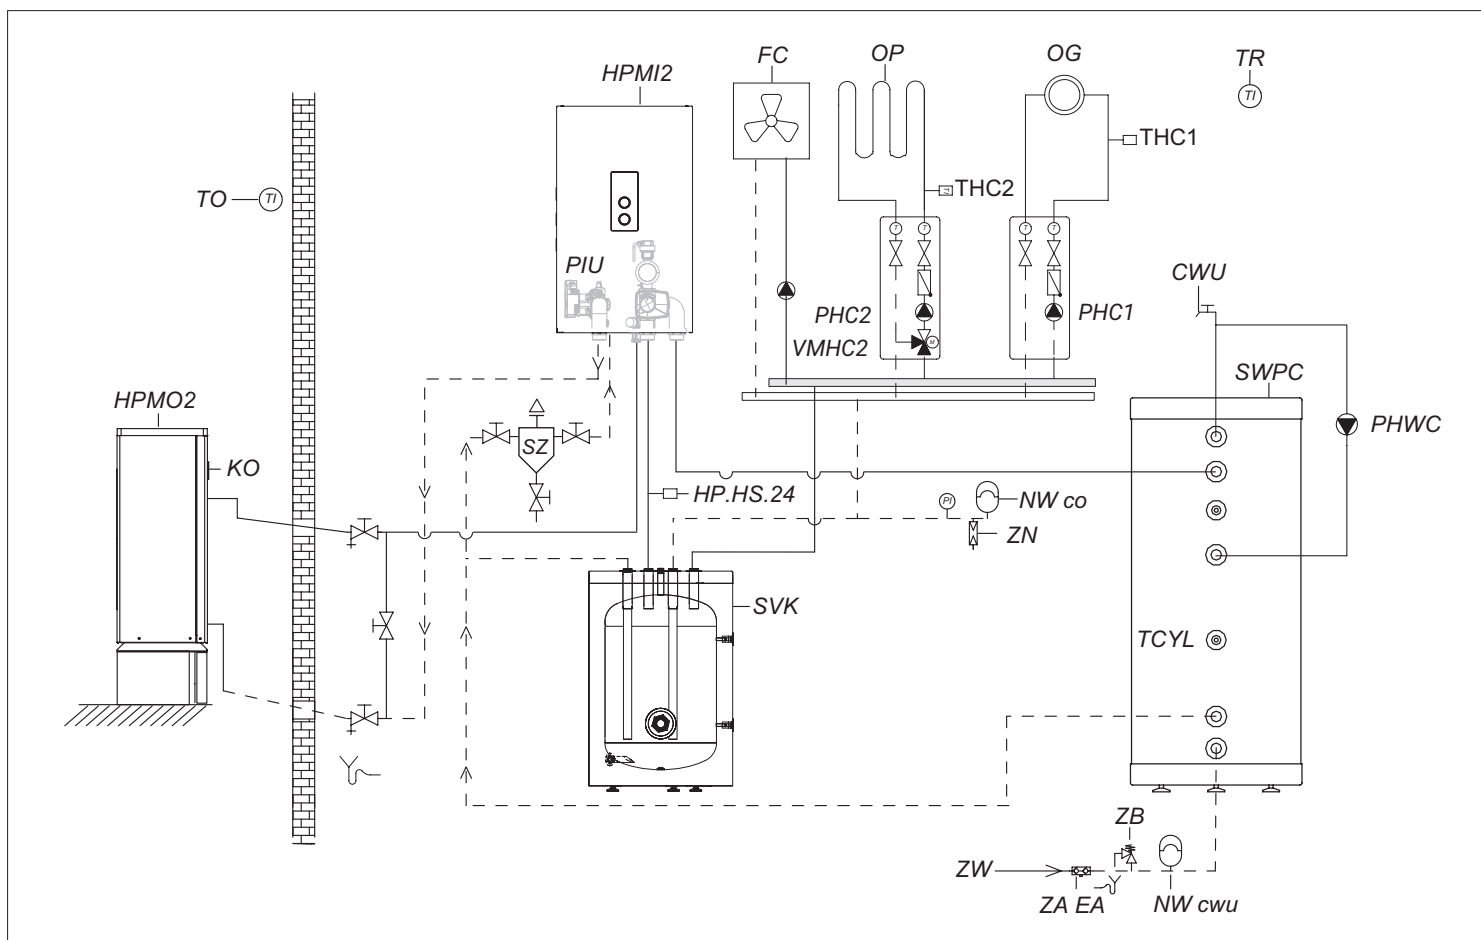 FC
OP
OG
TR
TI
HPMI2
THC1
THC2
TI
TO
TI
T
T
T
T
PIU
CWU
PHC2
PHC1
VMHC2
M
SWPC
HPMO2
PHWC
SZ
KO
HP.HS.24
PI
NW co
ZN
SVK
TCYL
ZB
ZW
ZA EA
NW cwu